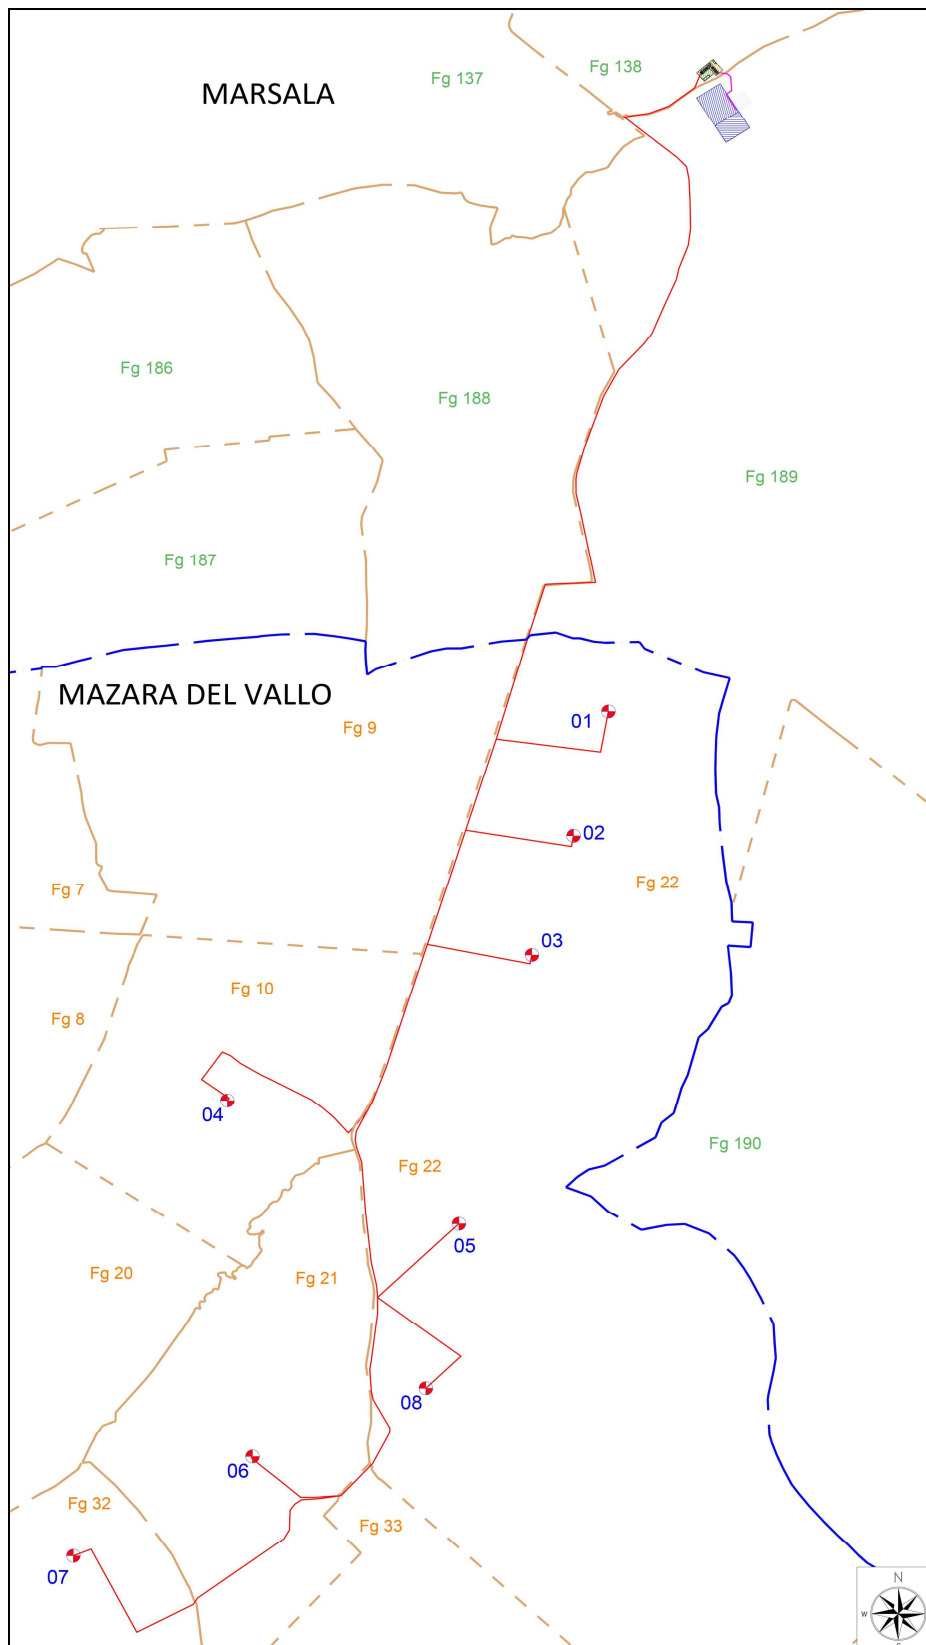 Fg 138
Fg 137
MARSALA
Fg 186
Fg 188
Fg 189
Fg 187
MAZARA DEL VALLO
Fg 9
01
02
Fg 7
Fg 22
03
Fg 10
Fg 8
04
Fg 190
Fg 22
05
Fg 20
Fg 21
08
06
Fg 32
Fg 33
07
N
W